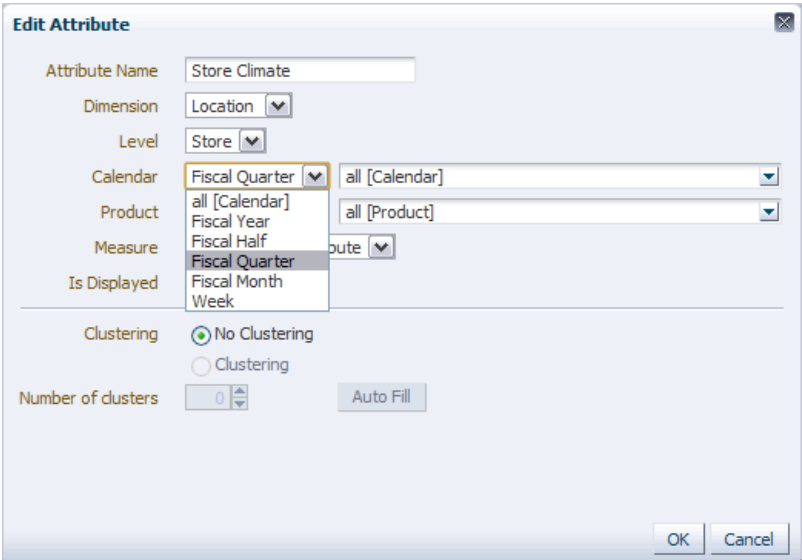 Edit Attribute
Attribute Name Store Climate
Dimension Location
Level Store
Calendar Fiscal Quarter all [Calendar]
all [Calendar]
Fiscal Year
Product all [Product]
Fiscal Half
Measure bute
Fiscal Quarter
Is Displayed Fiscal Month
Week
Clustering No Clustering
Clustering
Number of clusters 0 Auto Fill
OK Cancel